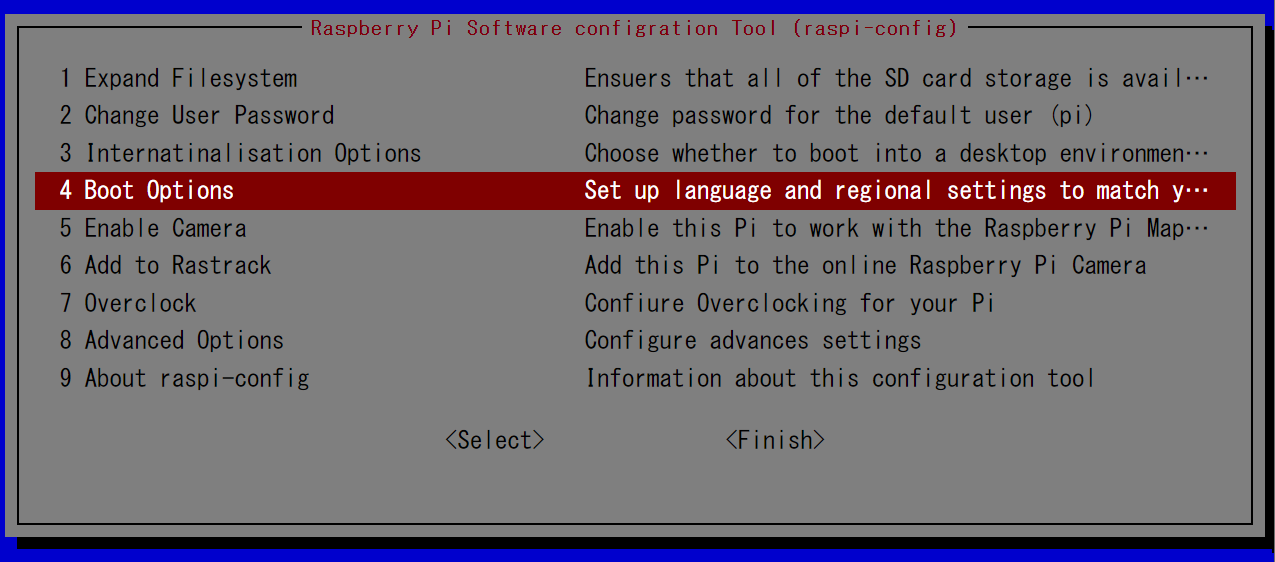 Raspberry Pi Software configration Tool (raspi-config)
1 Expand Filesystem Ensuers that all of the SD card storage is avail…
2 Change User Password Change password for the default user (pi)
3 Internatinalisation Options Choose whether to boot into a desktop environmen…
4 Boot Options Set up language and regional settings to match y…
5 Enable Camera Enable this Pi to work with the Raspberry Pi Map…
6 Add to Rastrack Add this Pi to the online Raspberry Pi Camera
7 Overclock Confiure Overclocking for your Pi
8 Advanced Options Configure advances settings
9 About raspi-config Information about this configuration tool
<Select> <Finish>